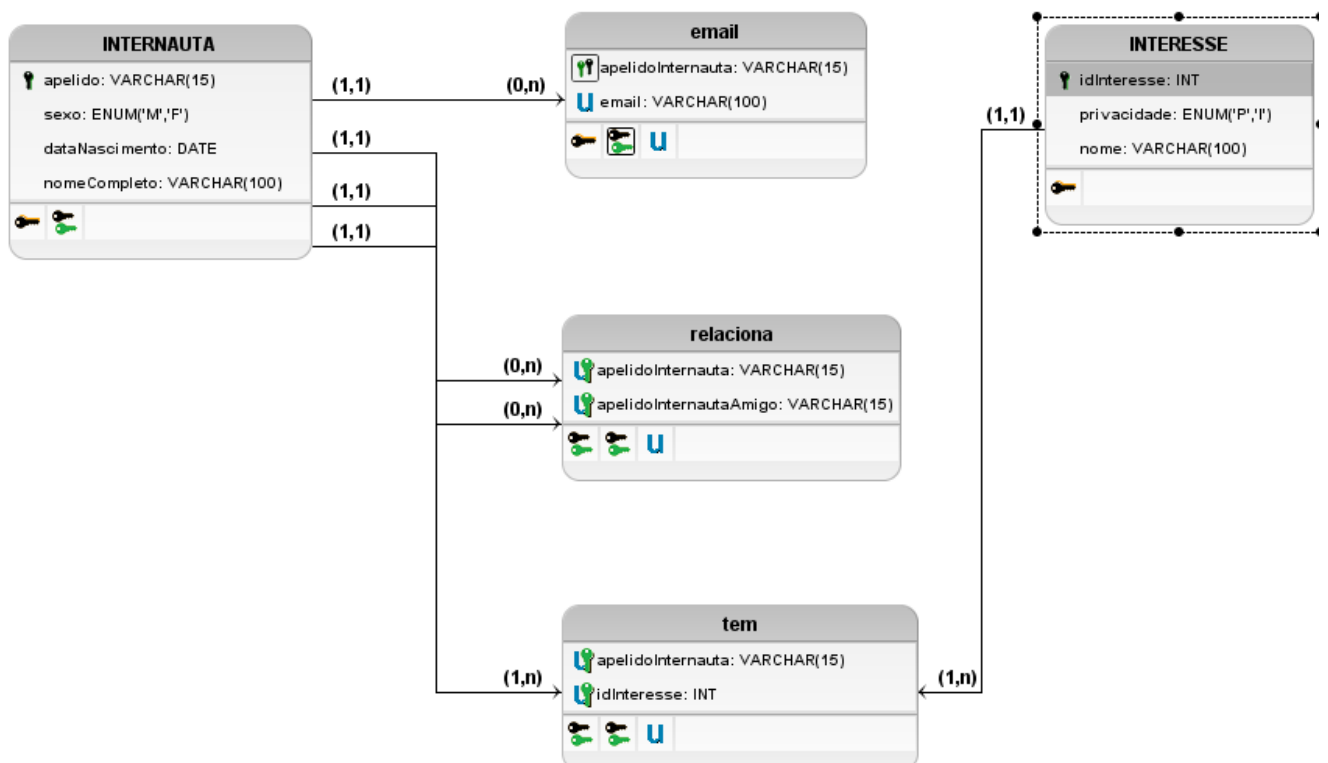 INTERNAUTA
apelido: VARCHAR(15)
sexo: ENUM('M','F')
dataNascimento: DATE
nomeCompleto: VARCHAR(100)
(1,1)
(1,1)
(1,1)
(1,1)
(0,n)
email
apelidoInternauta: VARCHAR(15)
U email: VARCHAR(100)
U
INTERESSE
idInteresse: INT
privacidade: ENUM('P','I')
nome: VARCHAR(100)
(1,1)
relaciona
(0,n)
U apelidoInternauta: VARCHAR(15)
(0,n)
U apelidoInternautaAmigo: VARCHAR(15)
U
tem
U apelidoInternauta: VARCHAR(15)
(1,n)
U idInteresse: INT
(1,n)
U